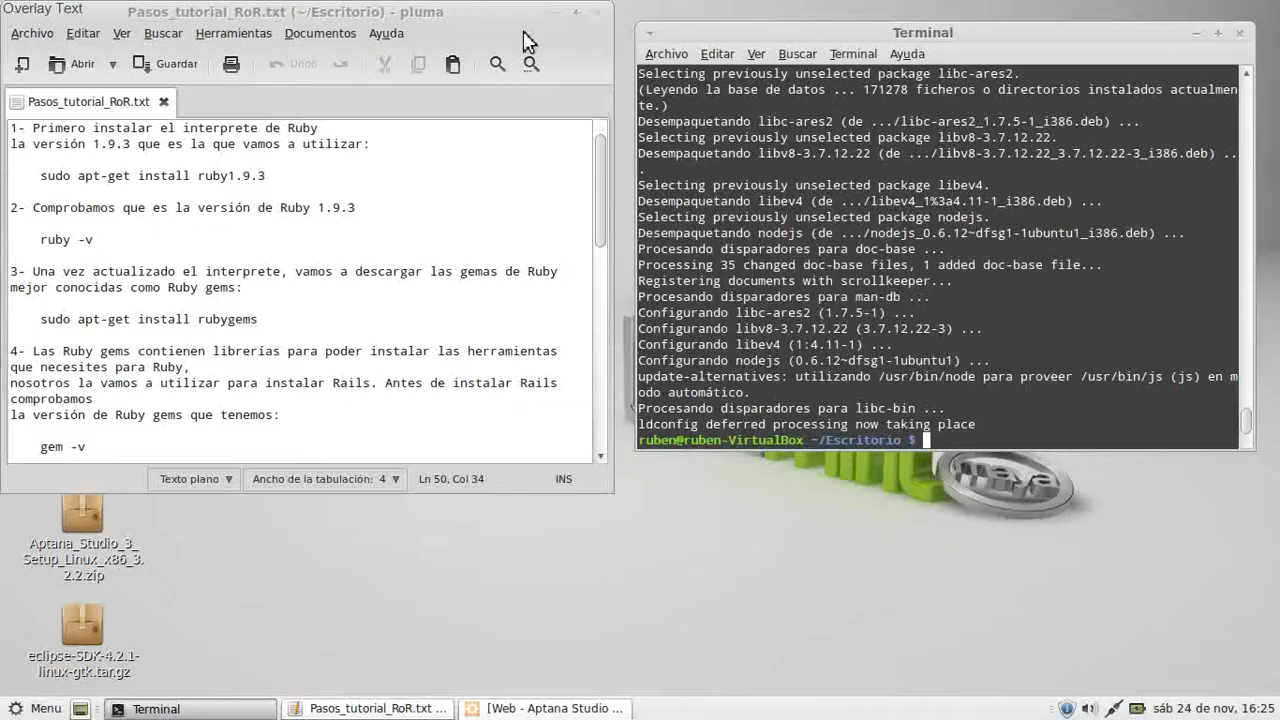 Overlay Text
Pasos_tutorial_RoR.txt (~/Escritorio) - pluma
Archivo Editar Ver Buscar Herramientas Documentos Ayuda
Abrir Guardar Undo
Pasos_tutorial_RoR.txt
1- Primero instalar el interprete de Ruby
la versión 1.9.3 que es la que vamos a utilizar:
sudo apt-get install ruby1.9.3
2- Comprobamos que es la versión de Ruby 1.9.3
ruby -v
3- Una vez actualizado el interprete, vamos a descargar las gemas de Ruby
mejor conocidas como Ruby gems:
sudo apt-get install rubygems
4- Las Ruby gems contienen librerías para poder instalar las herramientas
que necesites para Ruby,
nosotros la vamos a utilizar para instalar Rails. Antes de instalar Rails
comprobamos
la versión de Ruby gems que tenemos:
gem -v
Texto plano Ancho de la tabulación: 4 Ln 50, Col 34 INS
Terminal
Archivo Editar Ver Buscar Terminal Ayuda
Selecting previously unselected package libc-ares2.
(Leyendo la base de datos ... 171278 ficheros o directorios instalados actualmen
te.)
Desempaquetando libc-ares2 (de .../libc-ares2_1.7.5-1_i386.deb) ...
Selecting previously unselected package libv8-3.7.12.22.
Desempaquetando libv8-3.7.12.22 (de .../libv8-3.7.12.22_3.7.12.22-3_i386.deb) ..
.
Selecting previously unselected package libev4.
Desempaquetando libev4 (de .../libev4_1%3a4.11-1_i386.deb) ...
Selecting previously unselected package nodejs.
Desempaquetando nodejs (de .../nodejs_0.6.12~dfsg1-1ubuntu1_i386.deb) ...
Procesando disparadores para doc-base ...
Processing 35 changed doc-base files, 1 added doc-base file...
Registering documents with scrollkeeper...
Procesando disparadores para man-db ...
Configurando libc-ares2 (1.7.5-1) ...
Configurando libv8-3.7.12.22 (3.7.12.22-3) ...
Configurando libev4 (1:4.11-1) ...
Configurando nodejs (0.6.12~dfsg1-1ubuntu1) ...
update-alternatives: utilizando /usr/bin/node para proveer /usr/bin/js (js) en m
odo automático.
Procesando disparadores para libc-bin ...
ldconfig deferred processing now taking place
ruben@ruben-VirtualBox ~/Escritorio $
maya
Aptana_Studio_3_
Setup_Linux_x86_3.
2.2.zip
eclipse-SDK-4.2.1-
linux-gtk.tar.gz
Menu Terminal Pasos_tutorial_RoR.txt ... [Web - Aptana Studio ... sáb 24 de nov, 16:25